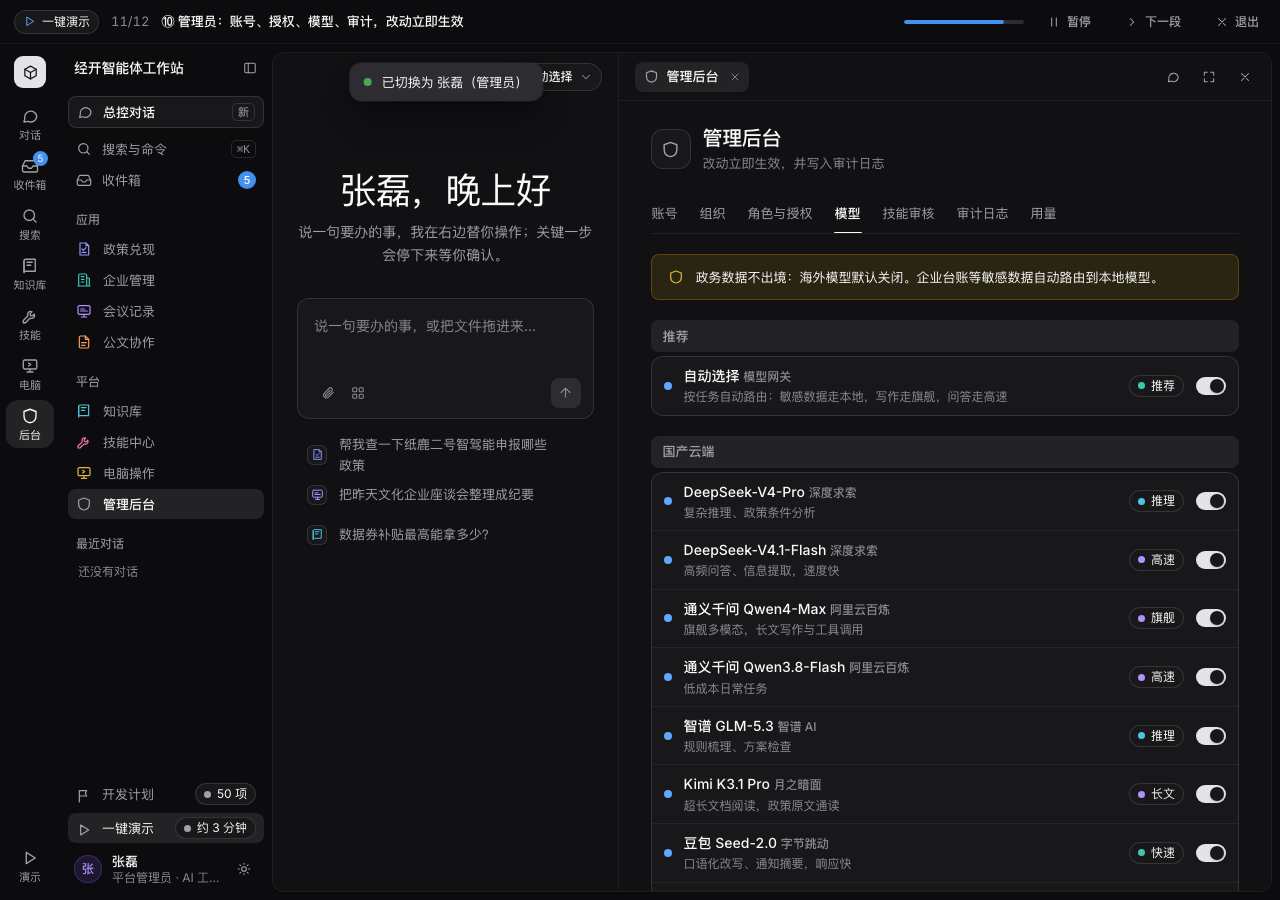 一键演示
11/12
⑩ 管理员：账号、授权、模型、审计，改动立即生效
暂停
下一段
退出
对话
5
收件箱
搜索
知识库
技能
电脑
后台
演示
经开智能体工作站
总控对话
新
搜索与命令
⌘K
收件箱
5
应用
政策兑现
企业管理
会议记录
公文协作
平台
知识库
技能中心
电脑操作
管理后台
最近对话
还没有对话
开发计划
50 项
一键演示
约 3 分钟
张
张磊
平台管理员 · AI 工...
已切换为 张磊（管理员）
选择
张磊，晚上好
说一句要办的事，我在右边替你操作；关键一步
会停下来等你确认。
说一句要办的事，或把文件拖进来...
帮我查一下纸鹿二号智驾能申报哪些
政策
把昨天文化企业座谈会整理成纪要
数据券补贴最高能拿多少？
管理后台
管理后台
改动立即生效，并写入审计日志
账号
组织
角色与授权
模型
技能审核
审计日志
用量
政务数据不出境：海外模型默认关闭。企业台账等敏感数据自动路由到本地模型。
推荐
自动选择 模型网关
按任务自动路由：敏感数据走本地，写作走旗舰，问答走高速
推荐
国产云端
DeepSeek-V4-Pro 深度求索
复杂推理、政策条件分析
推理
DeepSeek-V4.1-Flash 深度求索
高频问答、信息提取，速度快
高速
通义千问 Qwen4-Max 阿里云百炼
旗舰多模态，长文写作与工具调用
旗舰
通义千问 Qwen3.8-Flash 阿里云百炼
低成本日常任务
高速
智谱 GLM-5.3 智谱 AI
规则梳理、方案检查
推理
Kimi K3.1 Pro 月之暗面
超长文档阅读，政策原文通读
长文
豆包 Seed-2.0 字节跳动
口语化改写、通知摘要，响应快
快速